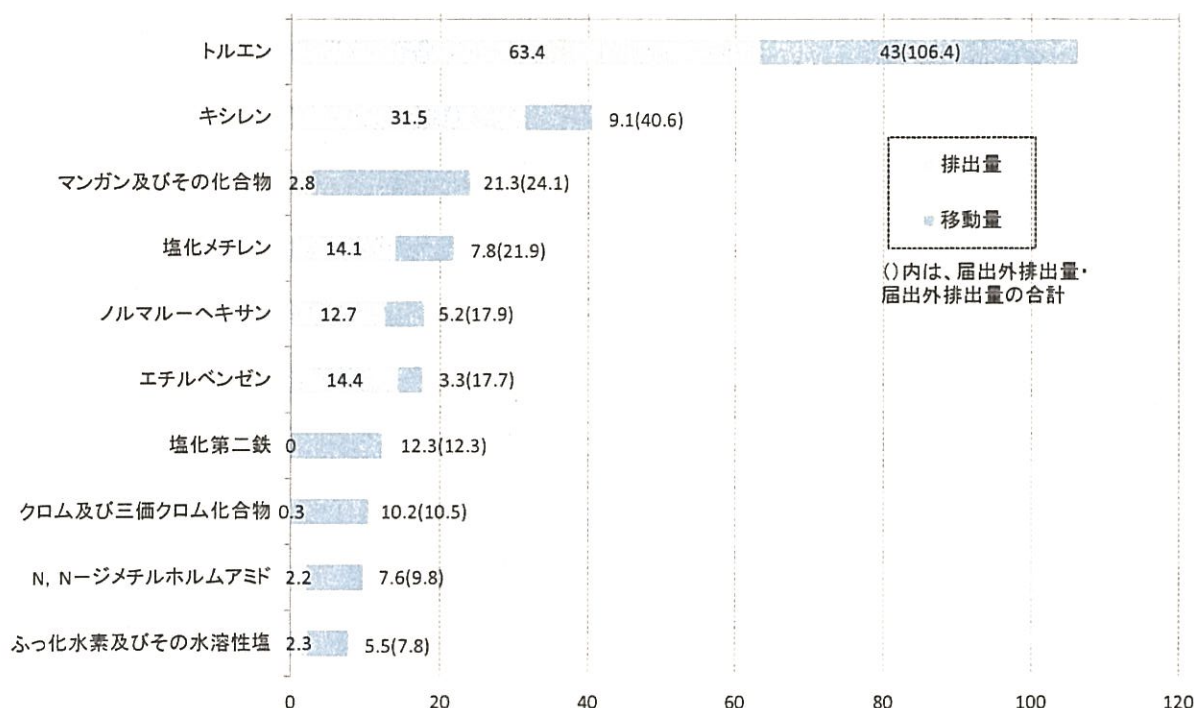 トルエン 63.4 43(106.4)
キシレン 31.5 9.1(40.6)
マンガン及びその化合物 2.8 21.3(24.1)
塩化メチレン 14.1 7.8(21.9)
ノルマルーヘキサン 12.7 5.2(17.9)
エチルベンゼン 14.4 3.3(17.7)
塩化第二鉄 0 12.3(12.3)
クロム及び三価クロム化合物 0.3 10.2(10.5)
N, Nージメチルホルムアミド 2.2 7.6(9.8)
ふっ化水素及びその水溶性塩 2.3 5.5(7.8)
0 20 40 60 80 100 120
排出量
移動量
()内は、届出外排出量・
届出外排出量の合計